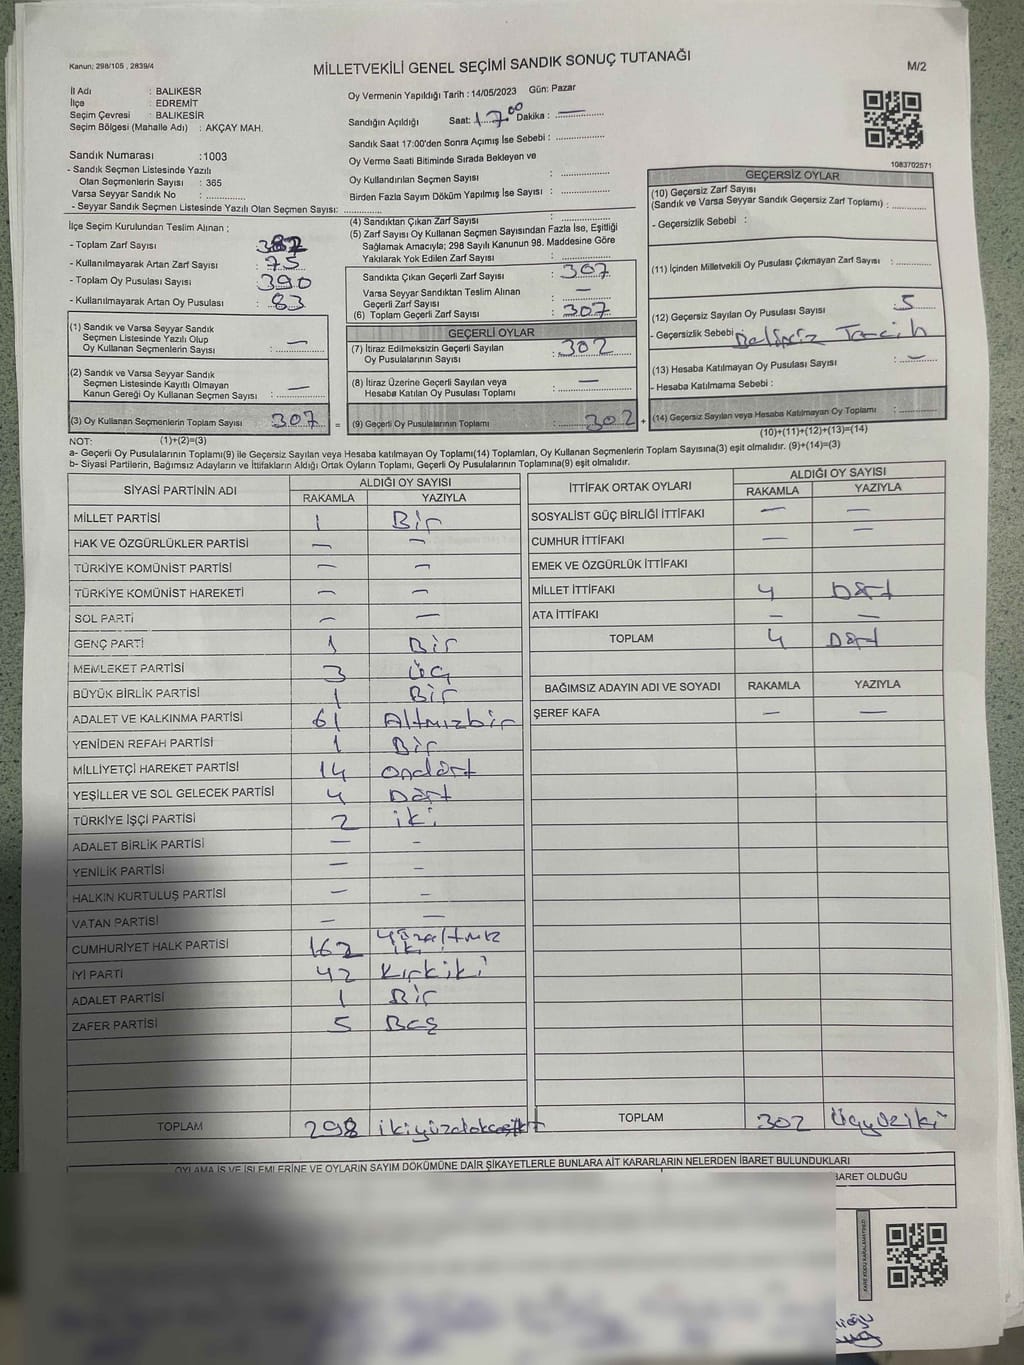 Kanun: 298/105 , 2839/4
MİLLETVEKİLİ GENEL SEÇİMİ SANDIK SONUÇ TUTANAĞI
M/2
İl Adı : BALIKESR
İlçe : EDREMİT
Seçim Çevresi : BALIKESİR
Seçim Bölgesi (Mahalle Adı) : AKÇAY MAH.
Sandık Numarası :1003
- Sandık Seçmen Listesinde Yazılı
Olan Seçmenlerin Sayısı : 365
Varsa Seyyar Sandık No : ..............
- Seyyar Sandık Seçmen Listesinde Yazılı Olan Seçmen Sayısı: ..............
Oy Vermenin Yapıldığı Tarih : 14/05/2023 Gün: Pazar
Sandığın Açıldığı Saat: 17 00 Dakika : —
Sandık Saat 17:00'den Sonra Açımış İse Sebebi : ..............
Oy Verme Saati Bitiminde Sırada Bekleyen ve
Oy Kullandırılan Seçmen Sayısı : ..............
Birden Fazla Sayım Döküm Yapılmış İse Sayısı : ..............
1083702571
İlçe Seçim Kurulundan Teslim Alınan :
- Toplam Zarf Sayısı : 382
- Kullanılmayarak Artan Zarf Sayısı : 75
- Toplam Oy Pusulası Sayısı : 390
- Kullanılmayarak Artan Oy Pusulası : 83
(1) Sandık ve Varsa Seyyar Sandık
Seçmen Listesinde Yazılı Olup
Oy Kullanan Seçmenlerin Sayısı : —
(2) Sandık ve Varsa Seyyar Sandık
Seçmen Listesinde Kayıtlı Olmayan
Kanun Gereği Oy Kullanan Seçmen Sayısı : —
(3) Oy Kullanan Seçmenlerin Toplam Sayısı : 307 =
(4) Sandıktan Çıkan Zarf Sayısı : ..............
(5) Zarf Sayısı Oy Kullanan Seçmen Sayısından Fazla İse, Eşitliği
Sağlamak Amacıyla; 298 Sayılı Kanunun 98. Maddesine Göre
Yakılarak Yok Edilen Zarf Sayısı : ..............
Sandıkta Çıkan Geçerli Zarf Sayısı : 307
Varsa Seyyar Sandıktan Teslim Alınan
Geçerli Zarf Sayısı : —
(6) Toplam Geçerli Zarf Sayısı : 307
GEÇERLİ OYLAR
(7) İtiraz Edilmeksizin Geçerli Sayılan
Oy Pusulalarının Sayısı : 302
(8) İtiraz Üzerine Geçerli Sayılan veya
Hesaba Katılan Oy Pusulası Toplamı : —
(9) Geçerli Oy Pusulalarının Toplamı : 302 +
GEÇERSİZ OYLAR
(10) Geçersiz Zarf Sayısı
(Sandık ve Varsa Seyyar Sandık Geçersiz Zarf Toplamı) : ..............
- Geçersizlik Sebebi :
(11) İçinden Milletvekili Oy Pusulası Çıkmayan Zarf Sayısı : ..............
(12) Geçersiz Sayılan Oy Pusulası Sayısı : 5
- Geçersizlik Sebebi Belirsiz Tercih
(13) Hesaba Katılmayan Oy Pusulası Sayısı : —
- Hesaba Katılmama Sebebi :
(14) Geçersiz Sayılan veya Hesaba Katılmayan Oy Toplamı : ..............
NOT: (1)+(2)=(3)
(10)+(11)+(12)+(13)=(14)
a- Geçerli Oy Pusulalarının Toplamı(9) ile Geçersiz Sayılan veya Hesaba katılmayan Oy Toplamı(14) Toplamları, Oy Kullanan Seçmenlerin Toplam Sayısına(3) eşit olmalıdır. (9)+(14)=(3)
b- Siyasi Partilerin, Bağımsız Adayların ve İttifakların Aldığı Ortak Oyların Toplamı, Geçerli Oy Pusulalarının Toplamına(9) eşit olmalıdır.
SİYASİ PARTİNİN ADI
ALDIĞI OY SAYISI
RAKAMLA YAZIYLA
MİLLET PARTİSİ 1 Bir
HAK VE ÖZGÜRLÜKLER PARTİSİ — —
TÜRKİYE KOMÜNİST PARTİSİ — —
TÜRKİYE KOMÜNİST HAREKETİ — —
SOL PARTİ — —
GENÇ PARTİ 1 Bir
MEMLEKET PARTİSİ 3 Üç
BÜYÜK BİRLİK PARTİSİ 1 Bir
ADALET VE KALKINMA PARTİSİ 61 Altmızbir
YENİDEN REFAH PARTİSİ 1 Bir
MİLLİYETÇİ HAREKET PARTİSİ 14 Ondört
YEŞİLLER VE SOL GELECEK PARTİSİ 4 Dört
TÜRKİYE İŞÇİ PARTİSİ 2 iki
ADALET BİRLİK PARTİSİ — -
YENİLİK PARTİSİ — -
HALKIN KURTULUŞ PARTİSİ — -
VATAN PARTİSİ — —
CUMHURİYET HALK PARTİSİ 162 Yüzaltmız iki
İYİ PARTİ 42 Kırkiki
ADALET PARTİSİ 1 Bir
ZAFER PARTİSİ 5 Beş
TOPLAM 298
İTTİFAK ORTAK OYLARI
ALDIĞI OY SAYISI
RAKAMLA YAZIYLA
SOSYALİST GÜÇ BİRLİĞİ İTTİFAKI — —
CUMHUR İTTİFAKI — —
EMEK VE ÖZGÜRLÜK İTTİFAKI
MİLLET İTTİFAKI 4 Dört
ATA İTTİFAKI — —
TOPLAM 4 Dört
BAĞIMSIZ ADAYIN ADI VE SOYADI RAKAMLA YAZIYLA
ŞEREF KAFA — —
TOPLAM 302 Üçyüziki
OYLAMA İŞ VE İŞLEMLERİNE VE OYLARIN SAYIM DÖKÜMÜNE DAİR ŞİKAYETLERLE BUNLARA AİT KARARLARIN NELERDEN İBARET BULUNDUKLARI
BARET OLDUĞU